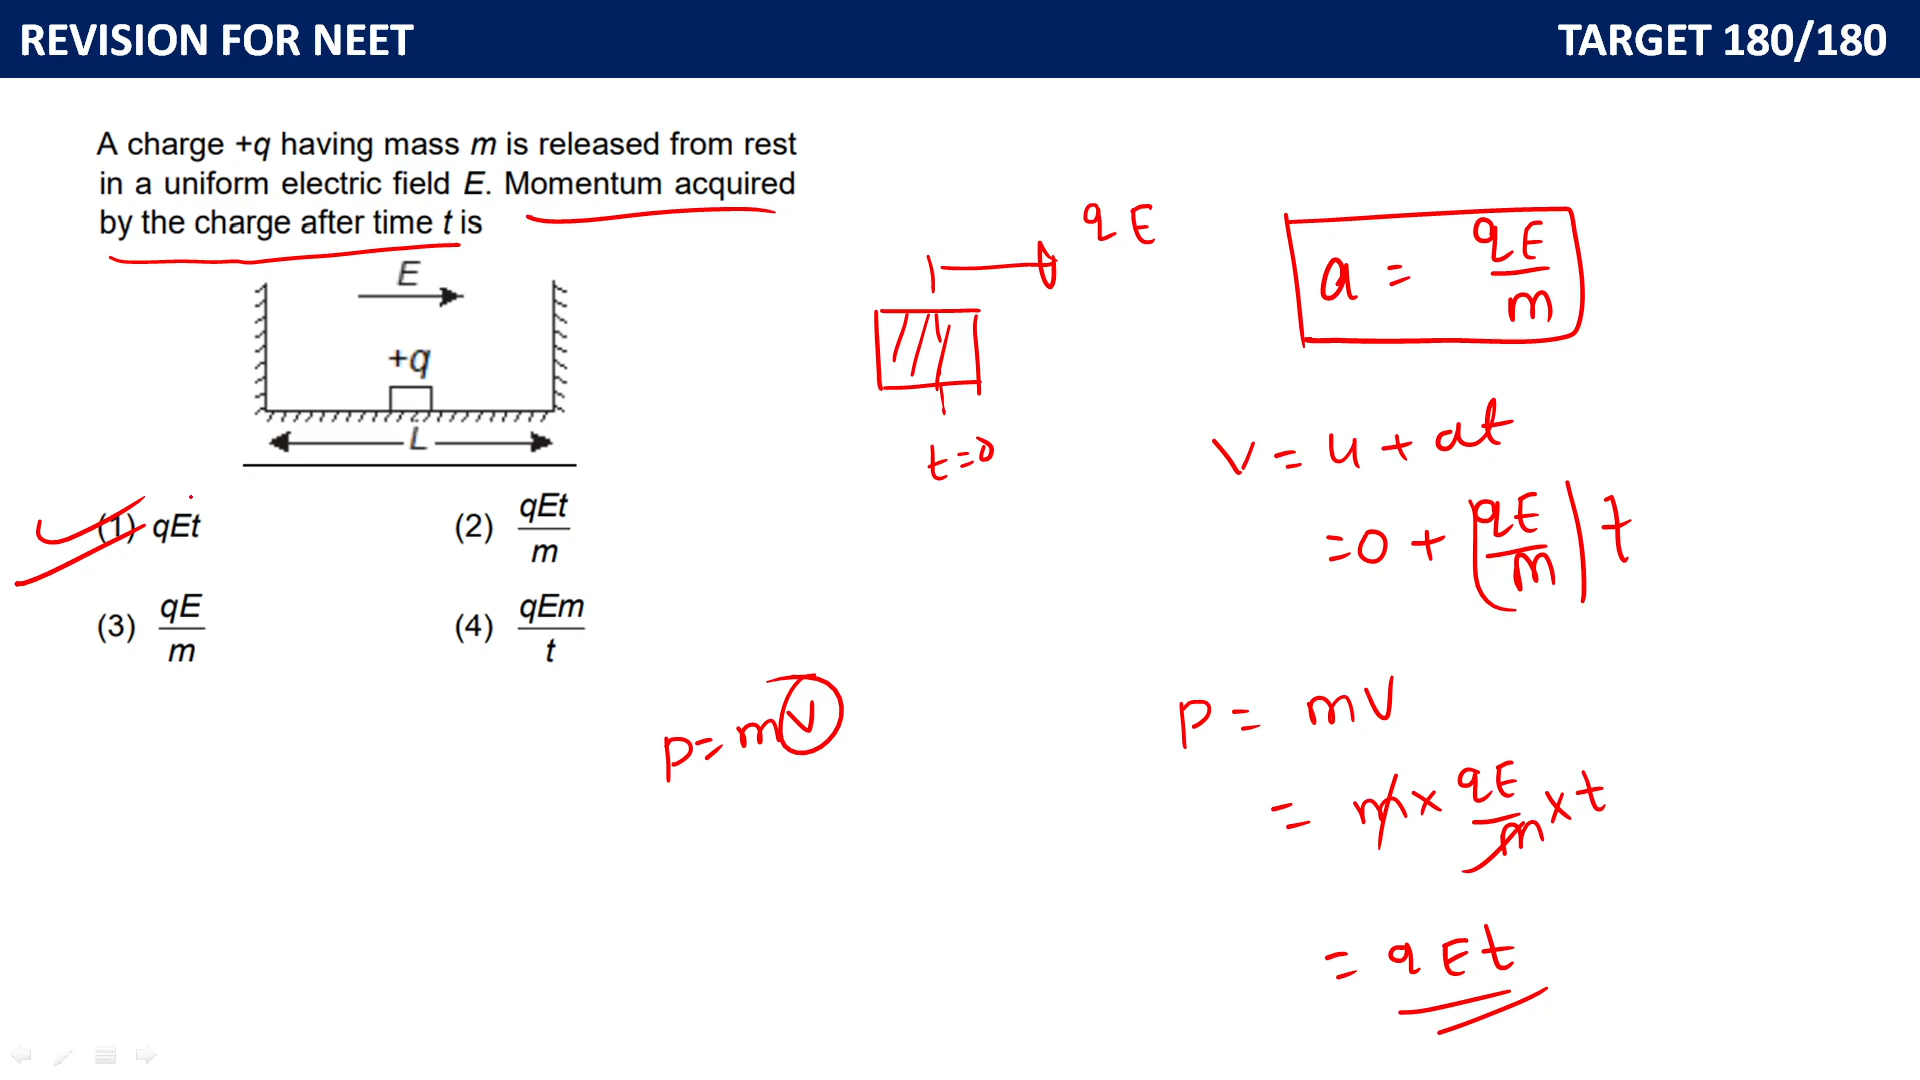 REVISION FOR NEET
TARGET 180/180
A charge +q having mass m is released from rest
in a uniform electric field E. Momentum acquired
by the charge after time t is
E
+q
L
(1) qEt
(2) qEt/m
(3) qE/m
(4) qEm/t
qE
t=0
p=mv
a = qE/m
v = u + at
=0 + (qE/m) t
p = mv
= m × qE/m × t
= qEt